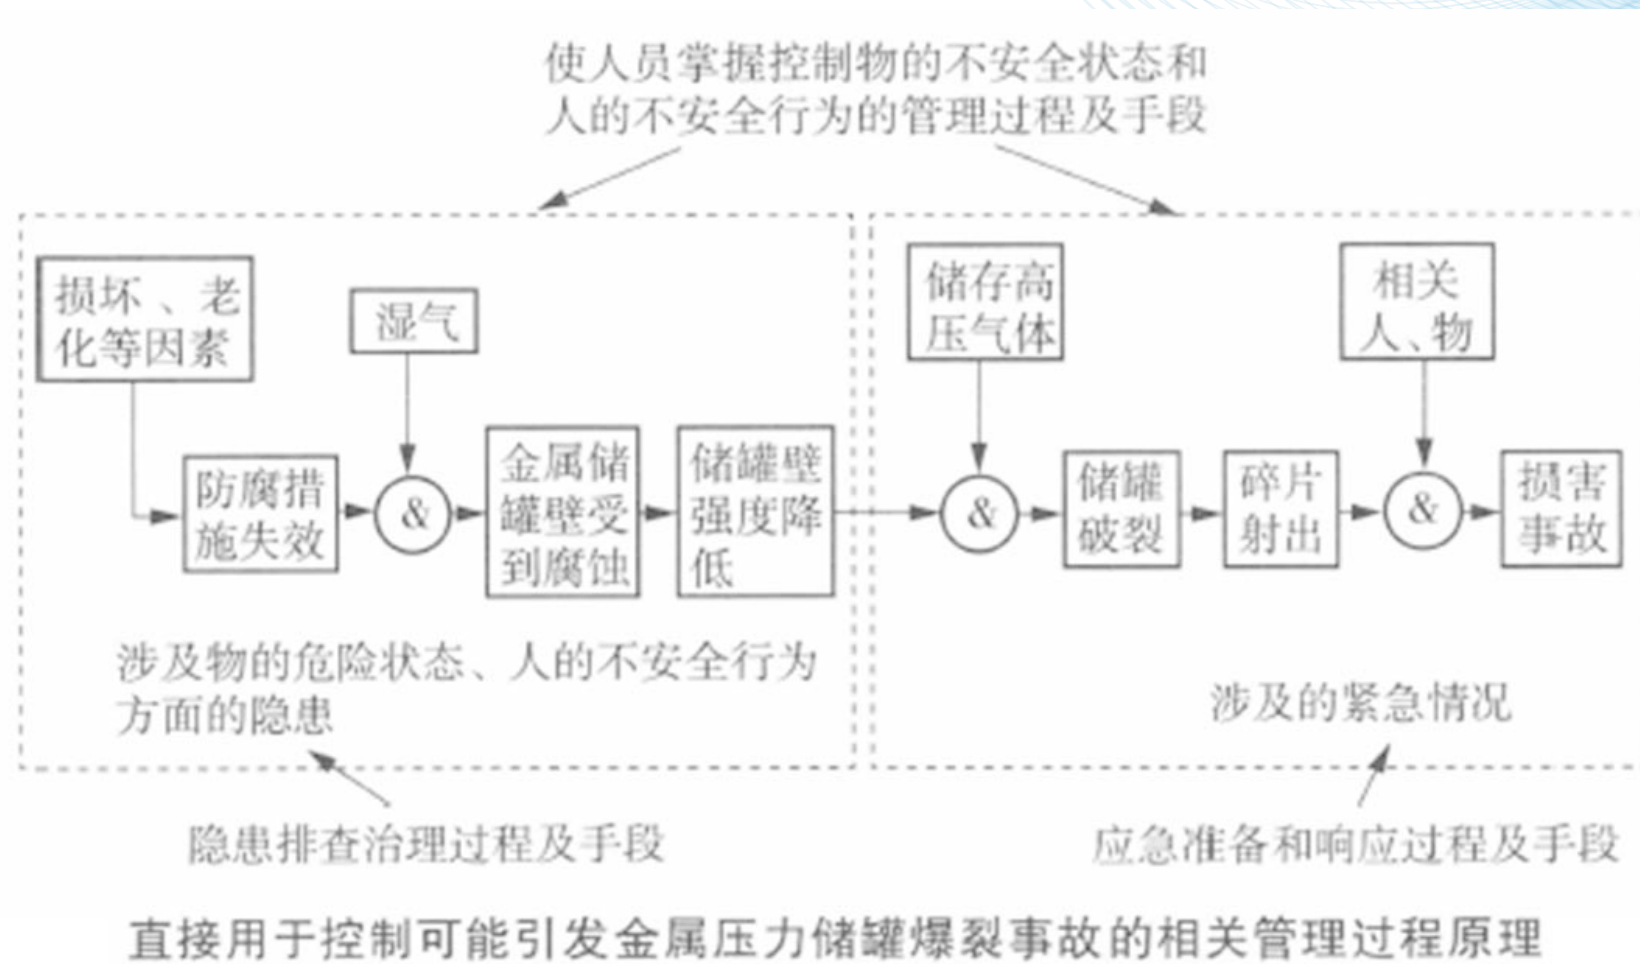 使人员掌握控制物的不安全状态和
人的不安全行为的管理过程及手段
损坏、老
化等因素
湿气
防腐措
施失效
&
金属储
罐壁受
到腐蚀
储罐壁
强度降
低
涉及物的危险状态、人的不安全行为
方面的隐患
储存高
压气体
相关
人、物
&
储罐
破裂
碎片
射出
&
损害
事故
涉及的紧急情况
隐患排查治理过程及手段
应急准备和响应过程及手段
直接用于控制可能引发金属压力储罐爆裂事故的相关管理过程原理